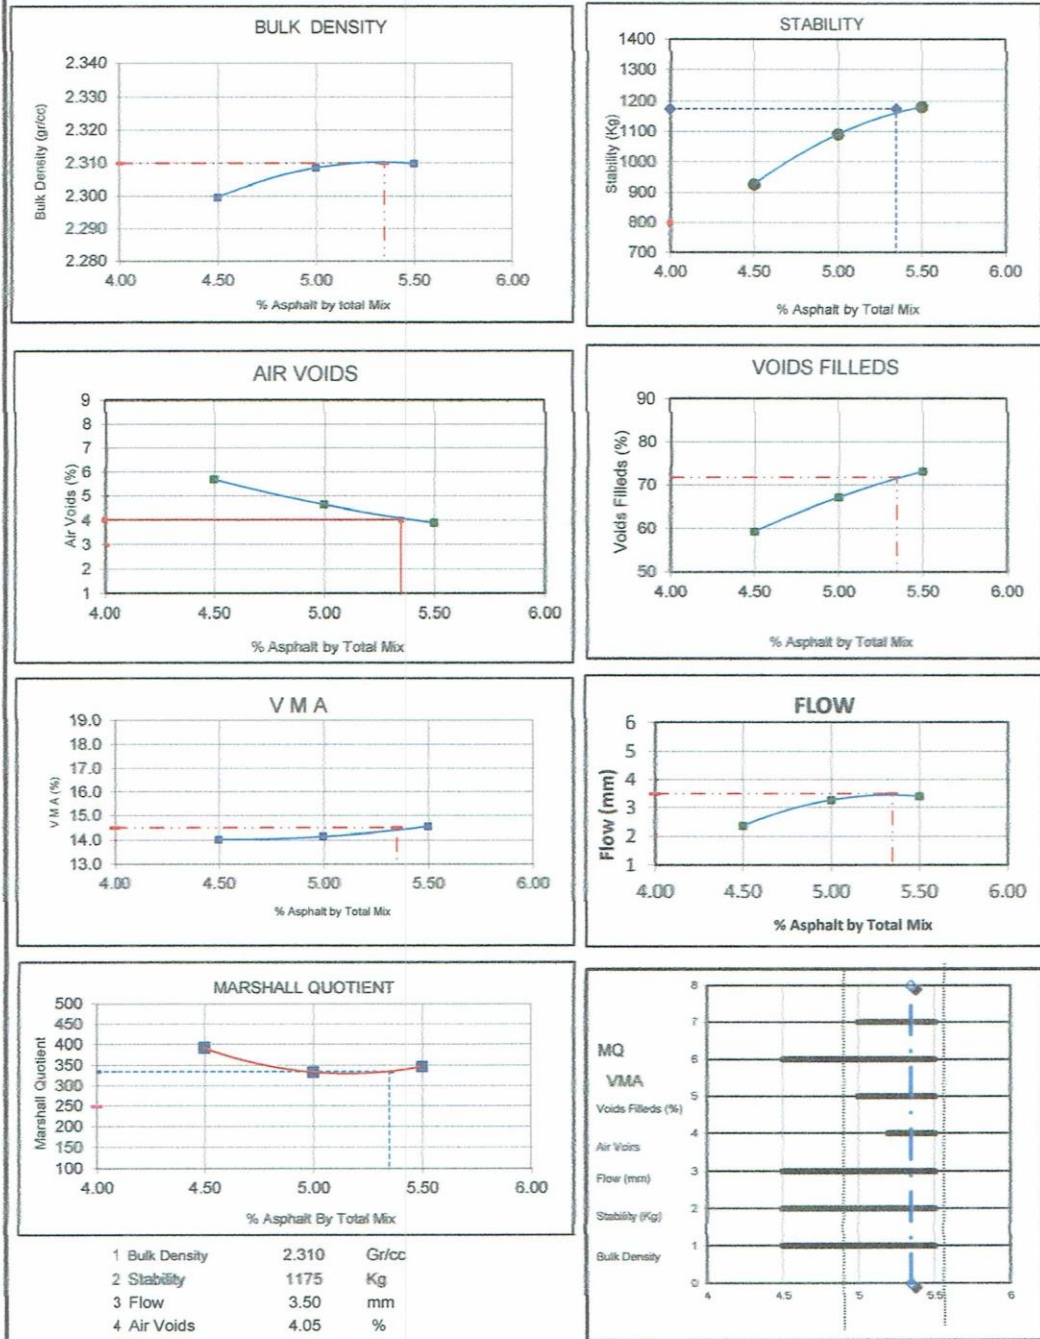 BULK DENSITY
Bulk Density (gr/cc)
2.340
2.330
2.320
2.310
2.300
2.290
2.280
4.00 4.50 5.00 5.50 6.00
% Asphalt by total Mix
STABILITY
Stability (Kg)
1400
1300
1200
1100
1000
900
800
700
4.00 4.50 5.00 5.50 6.00
% Asphalt by Total Mix
AIR VOIDS
Air Voids (%)
9
8
7
6
5
4
3
2
1
4.00 4.50 5.00 5.50 6.00
% Asphalt by Total Mix
VOIDS FILLEDS
Voids Filleds (%)
90
80
70
60
50
4.00 4.50 5.00 5.50 6.00
% Asphalt by Total Mix
V M A
V M A (%)
19.0
18.0
17.0
16.0
15.0
14.0
13.0
4.00 4.50 5.00 5.50 6.00
% Asphalt by Total Mix
FLOW
Flow (mm)
6
5
4
3
2
1
4.00 4.50 5.00 5.50 6.00
% Asphalt by Total Mix
MARSHALL QUOTIENT
Marshall Quotient
500
450
400
350
300
250
200
150
100
4.00 4.50 5.00 5.50 6.00
% Asphalt By Total Mix
8
7
MQ
6
VMA
5
Voids Filleds (%)
4
Air Voirs
3
Flow (mm)
2
Stability (Kg)
1
Bulk Density
0
4 4.5 5 5.5 6
1 Bulk Density 2.310 Gr/cc
2 Stability 1175 Kg
3 Flow 3.50 mm
4 Air Voids 4.05 %